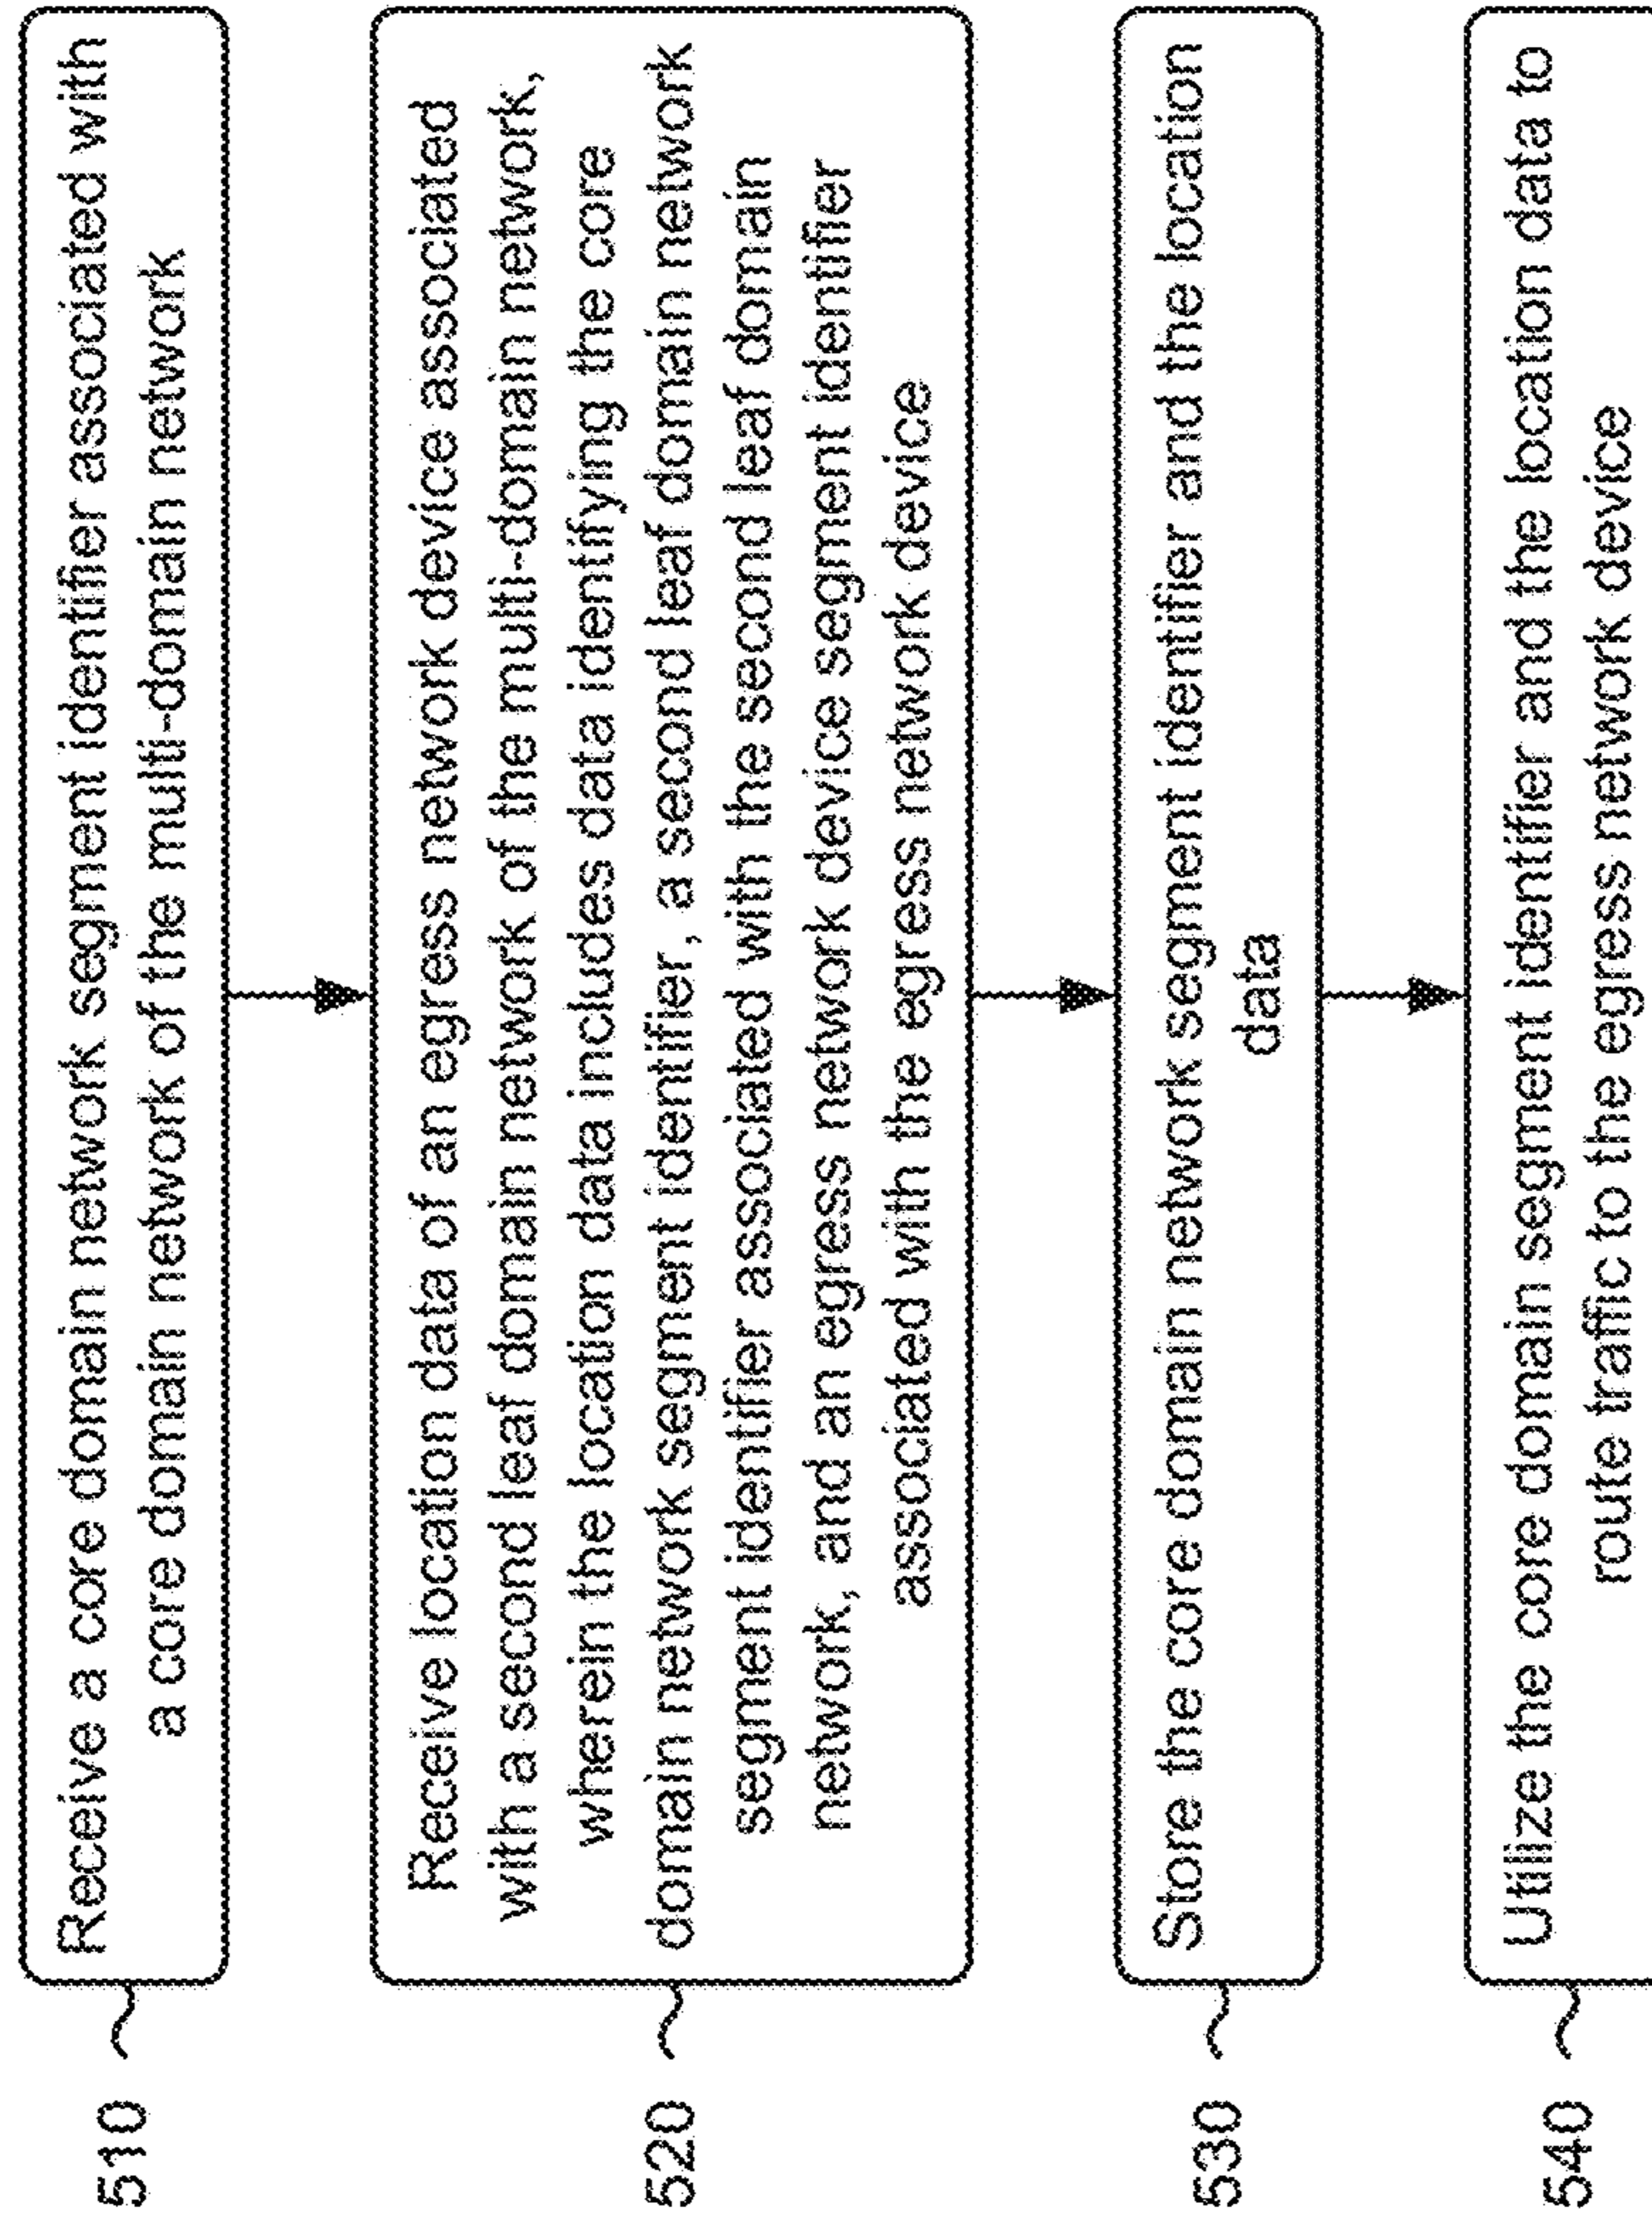 510
Receive a core domain network segment identifier associated with
a core domain network of the multi-domain network
520
Receive location data of an egress network device associated
with a second leaf domain network of the multi-domain network,
wherein the location data includes data identifying the core
domain network segment identifier, a second leaf domain network
segment identifier associated with the second leaf domain
network, and an egress network device segment identifier
associated with the egress network device
530
Store the core domain network segment identifier and the location
data
540
Utilize the core domain segment identifier and the location data to
route traffic to the egress network device